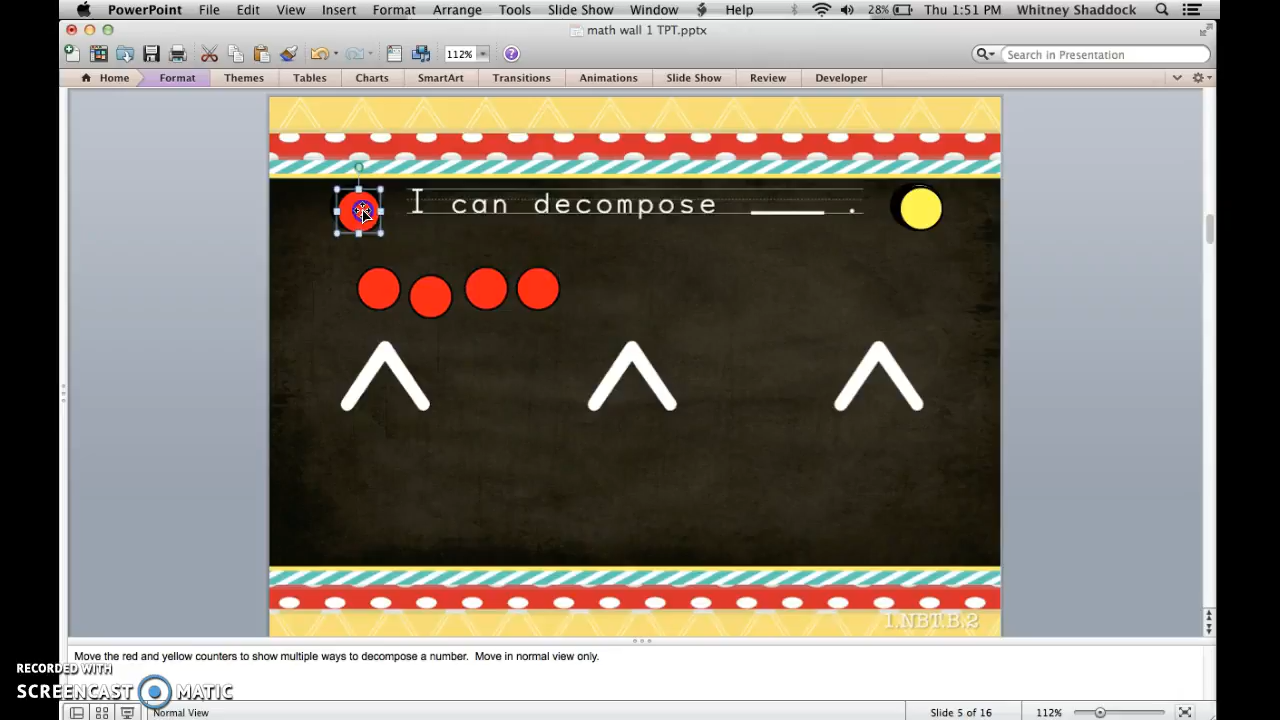 PowerPoint File Edit View Insert Format Arrange Tools Slide Show Window Help 28% Thu 1:51 PM Whitney Shaddock
math wall 1 TPT.pptx
112% Search in Presentation
Home Format Themes Tables Charts SmartArt Transitions Animations Slide Show Review Developer
I can decompose ____ .
1.NBT.B.2
Move the red and yellow counters to show multiple ways to decompose a number. Move in normal view only.
RECORDED WITH
SCREENCAST MATIC
Normal View Slide 5 of 16 112%